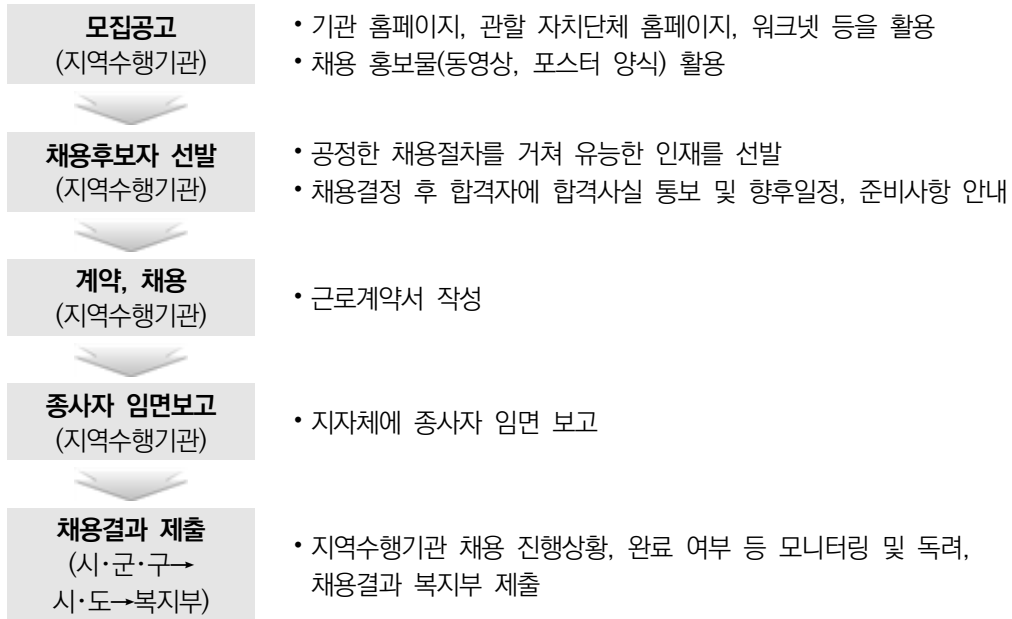 모집공고
(지역수행기관)
• 기관 홈페이지, 관할 자치단체 홈페이지, 워크넷 등을 활용
• 채용 홍보물(동영상, 포스터 양식) 활용
채용후보자 선발
(지역수행기관)
• 공정한 채용절차를 거쳐 유능한 인재를 선발
• 채용결정 후 합격자에 합격사실 통보 및 향후일정, 준비사항 안내
계약, 채용
(지역수행기관)
• 근로계약서 작성
종사자 임면보고
(지역수행기관)
• 지자체에 종사자 임면 보고
채용결과 제출
(시·군·구→
시·도→복지부)
• 지역수행기관 채용 진행상황, 완료 여부 등 모니터링 및 독려,
채용결과 복지부 제출